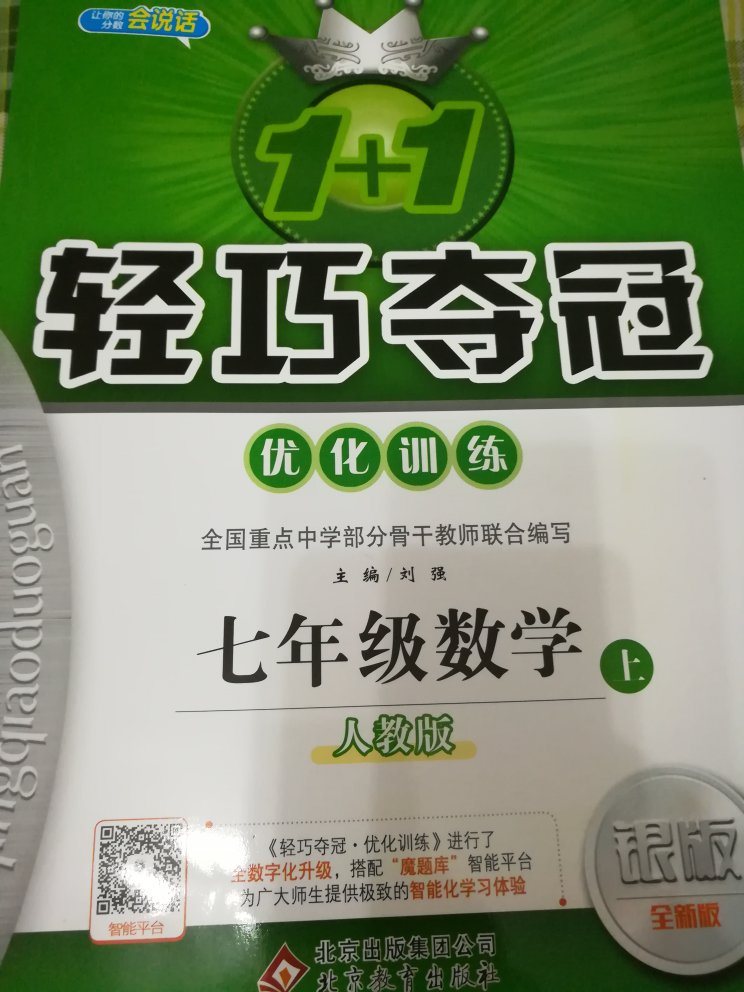 让你的
分数
会说话
1+1
轻巧夺冠
优化训练
全国重点中学部分骨干教师联合编写
主 编/刘 强
七年级数学 上
人教版
qingqiaoduoguan
《轻巧夺冠·优化训练》进行了
全数字化升级，搭配“魔题库”智能平台
为广大师生提供极致的智能化学习体验
智能平台
银版
全新版
北京出版集团公司
北京教育出版社